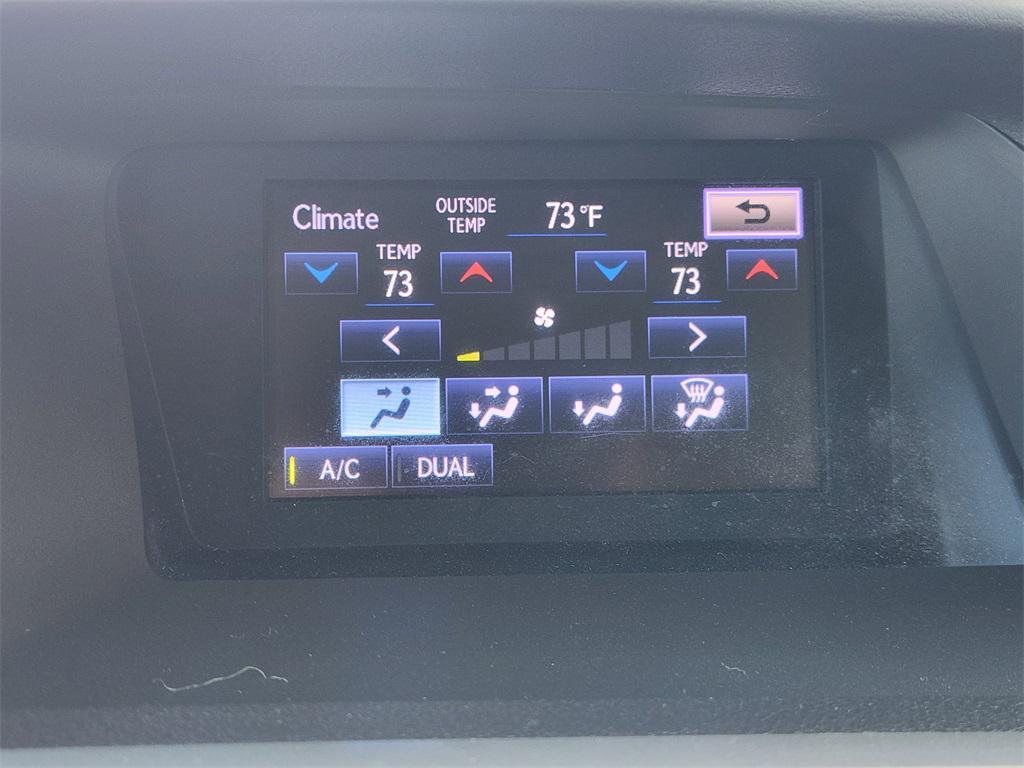 Climate OUTSIDE TEMP 73°F
TEMP TEMP
73 73
A/C DUAL